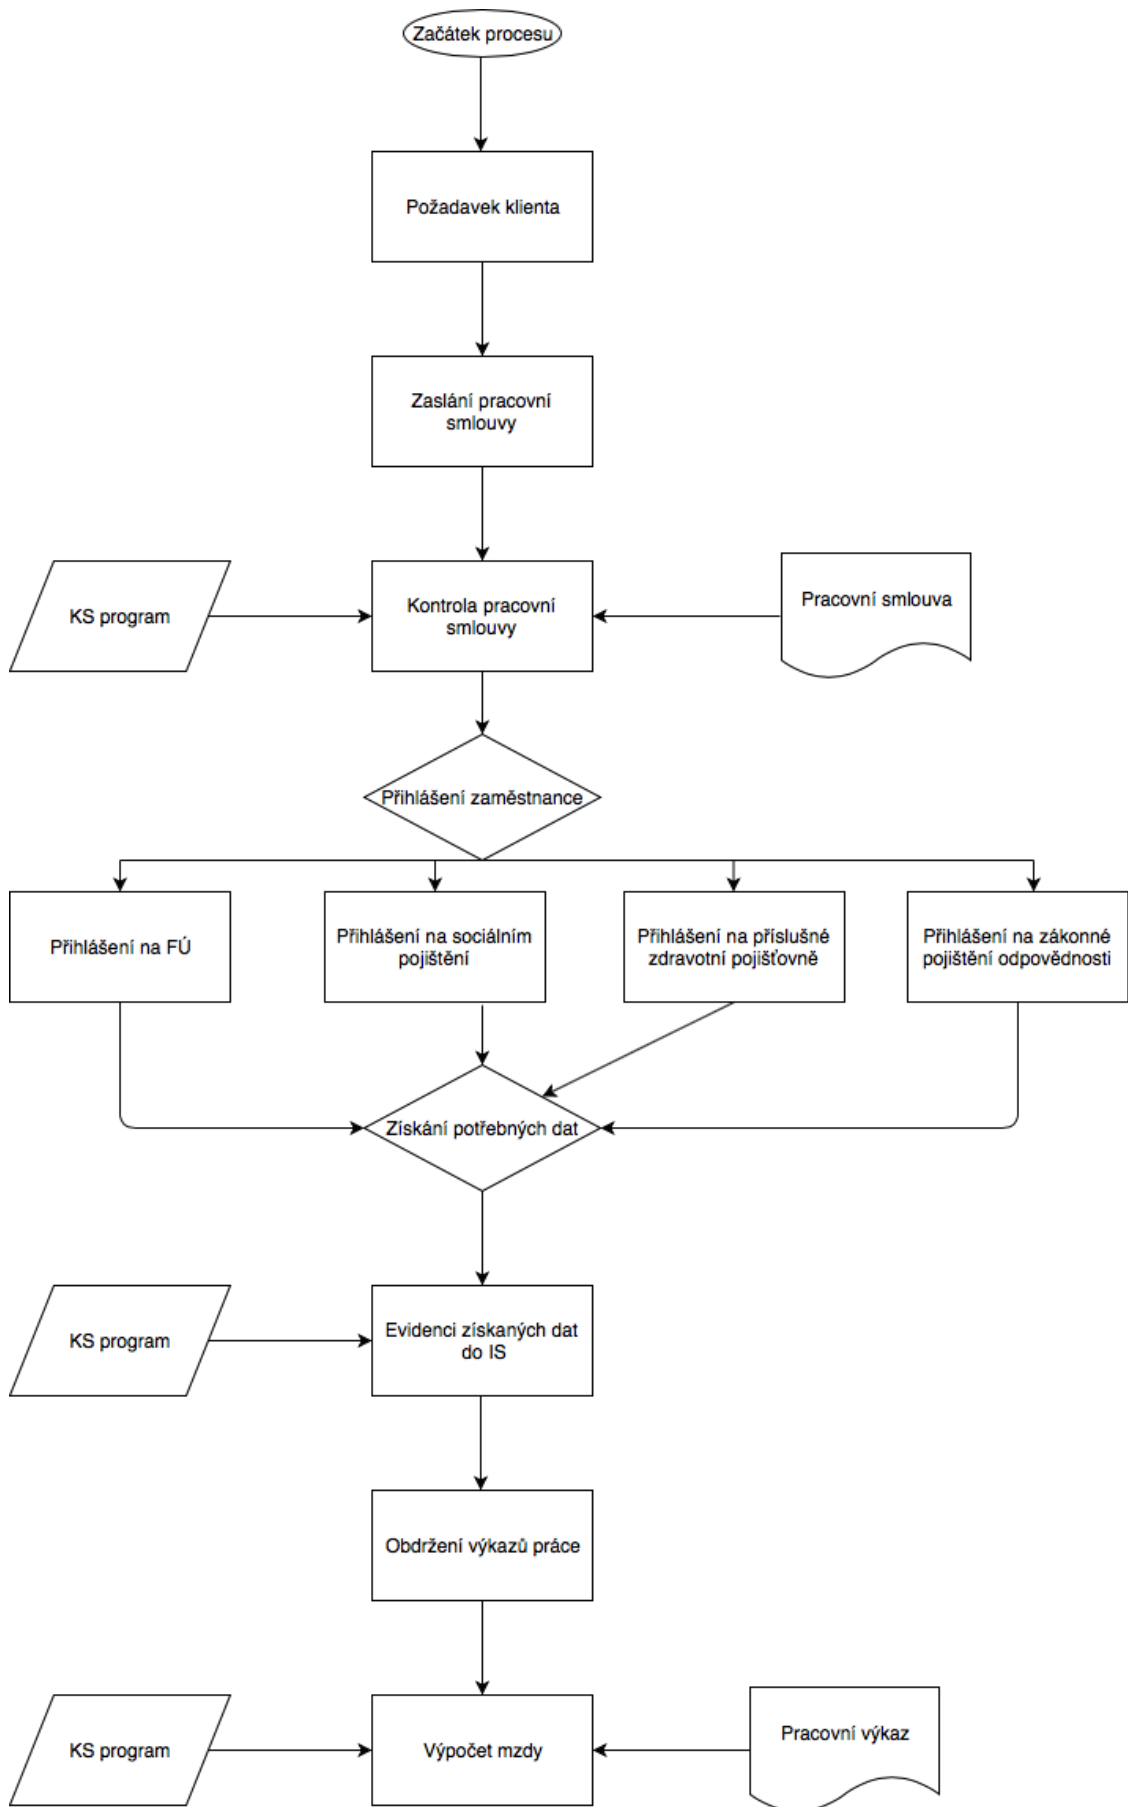 Začátek procesu
Požadavek klienta
Zaslání pracovní
smlouvy
KS program
Kontrola pracovní
smlouvy
Pracovní smlouva
Přihlášení zaměstnance
Přihlášení na FÚ
Přihlášení na sociálním
pojištění
Přihlášení na příslušné
zdravotní pojišťovně
Přihlášení na zákonné
pojištění odpovědnosti
Získání potřebných dat
KS program
Evidenci získaných dat
do IS
Obdržení výkazů práce
KS program
Výpočet mzdy
Pracovní výkaz